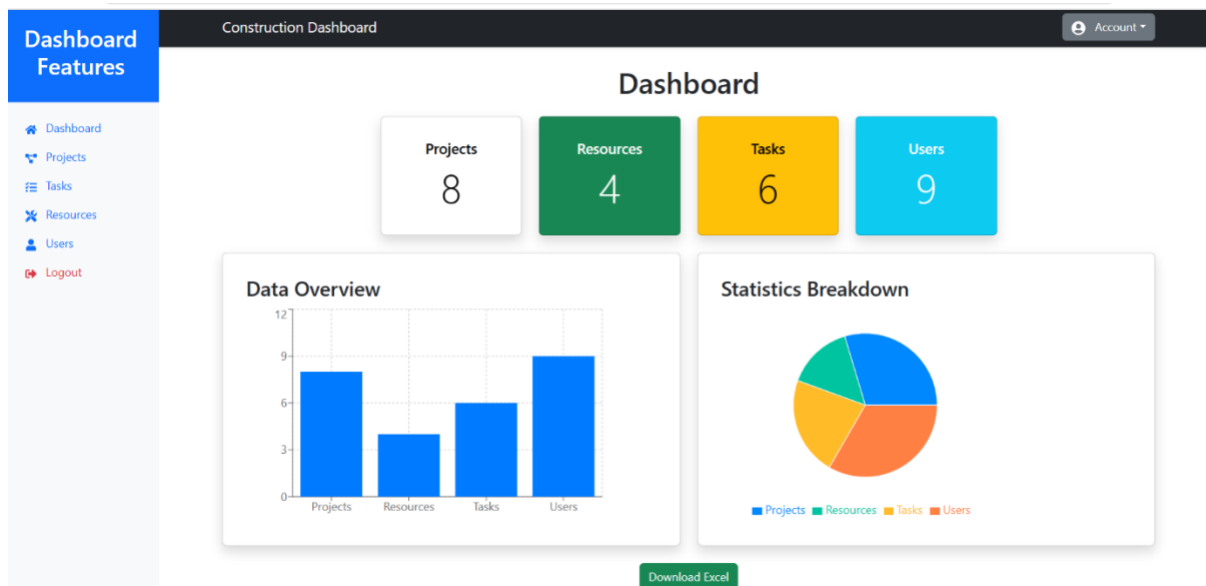 Dashboard
Features
Construction Dashboard
Account
Dashboard
Projects
Tasks
Resources
Users
Logout
Dashboard
Projects
8
Resources
4
Tasks
6
Users
9
Data Overview
12
9
6
3
0
Projects Resources Tasks Users
Statistics Breakdown
Projects Resources Tasks Users
Download Excel